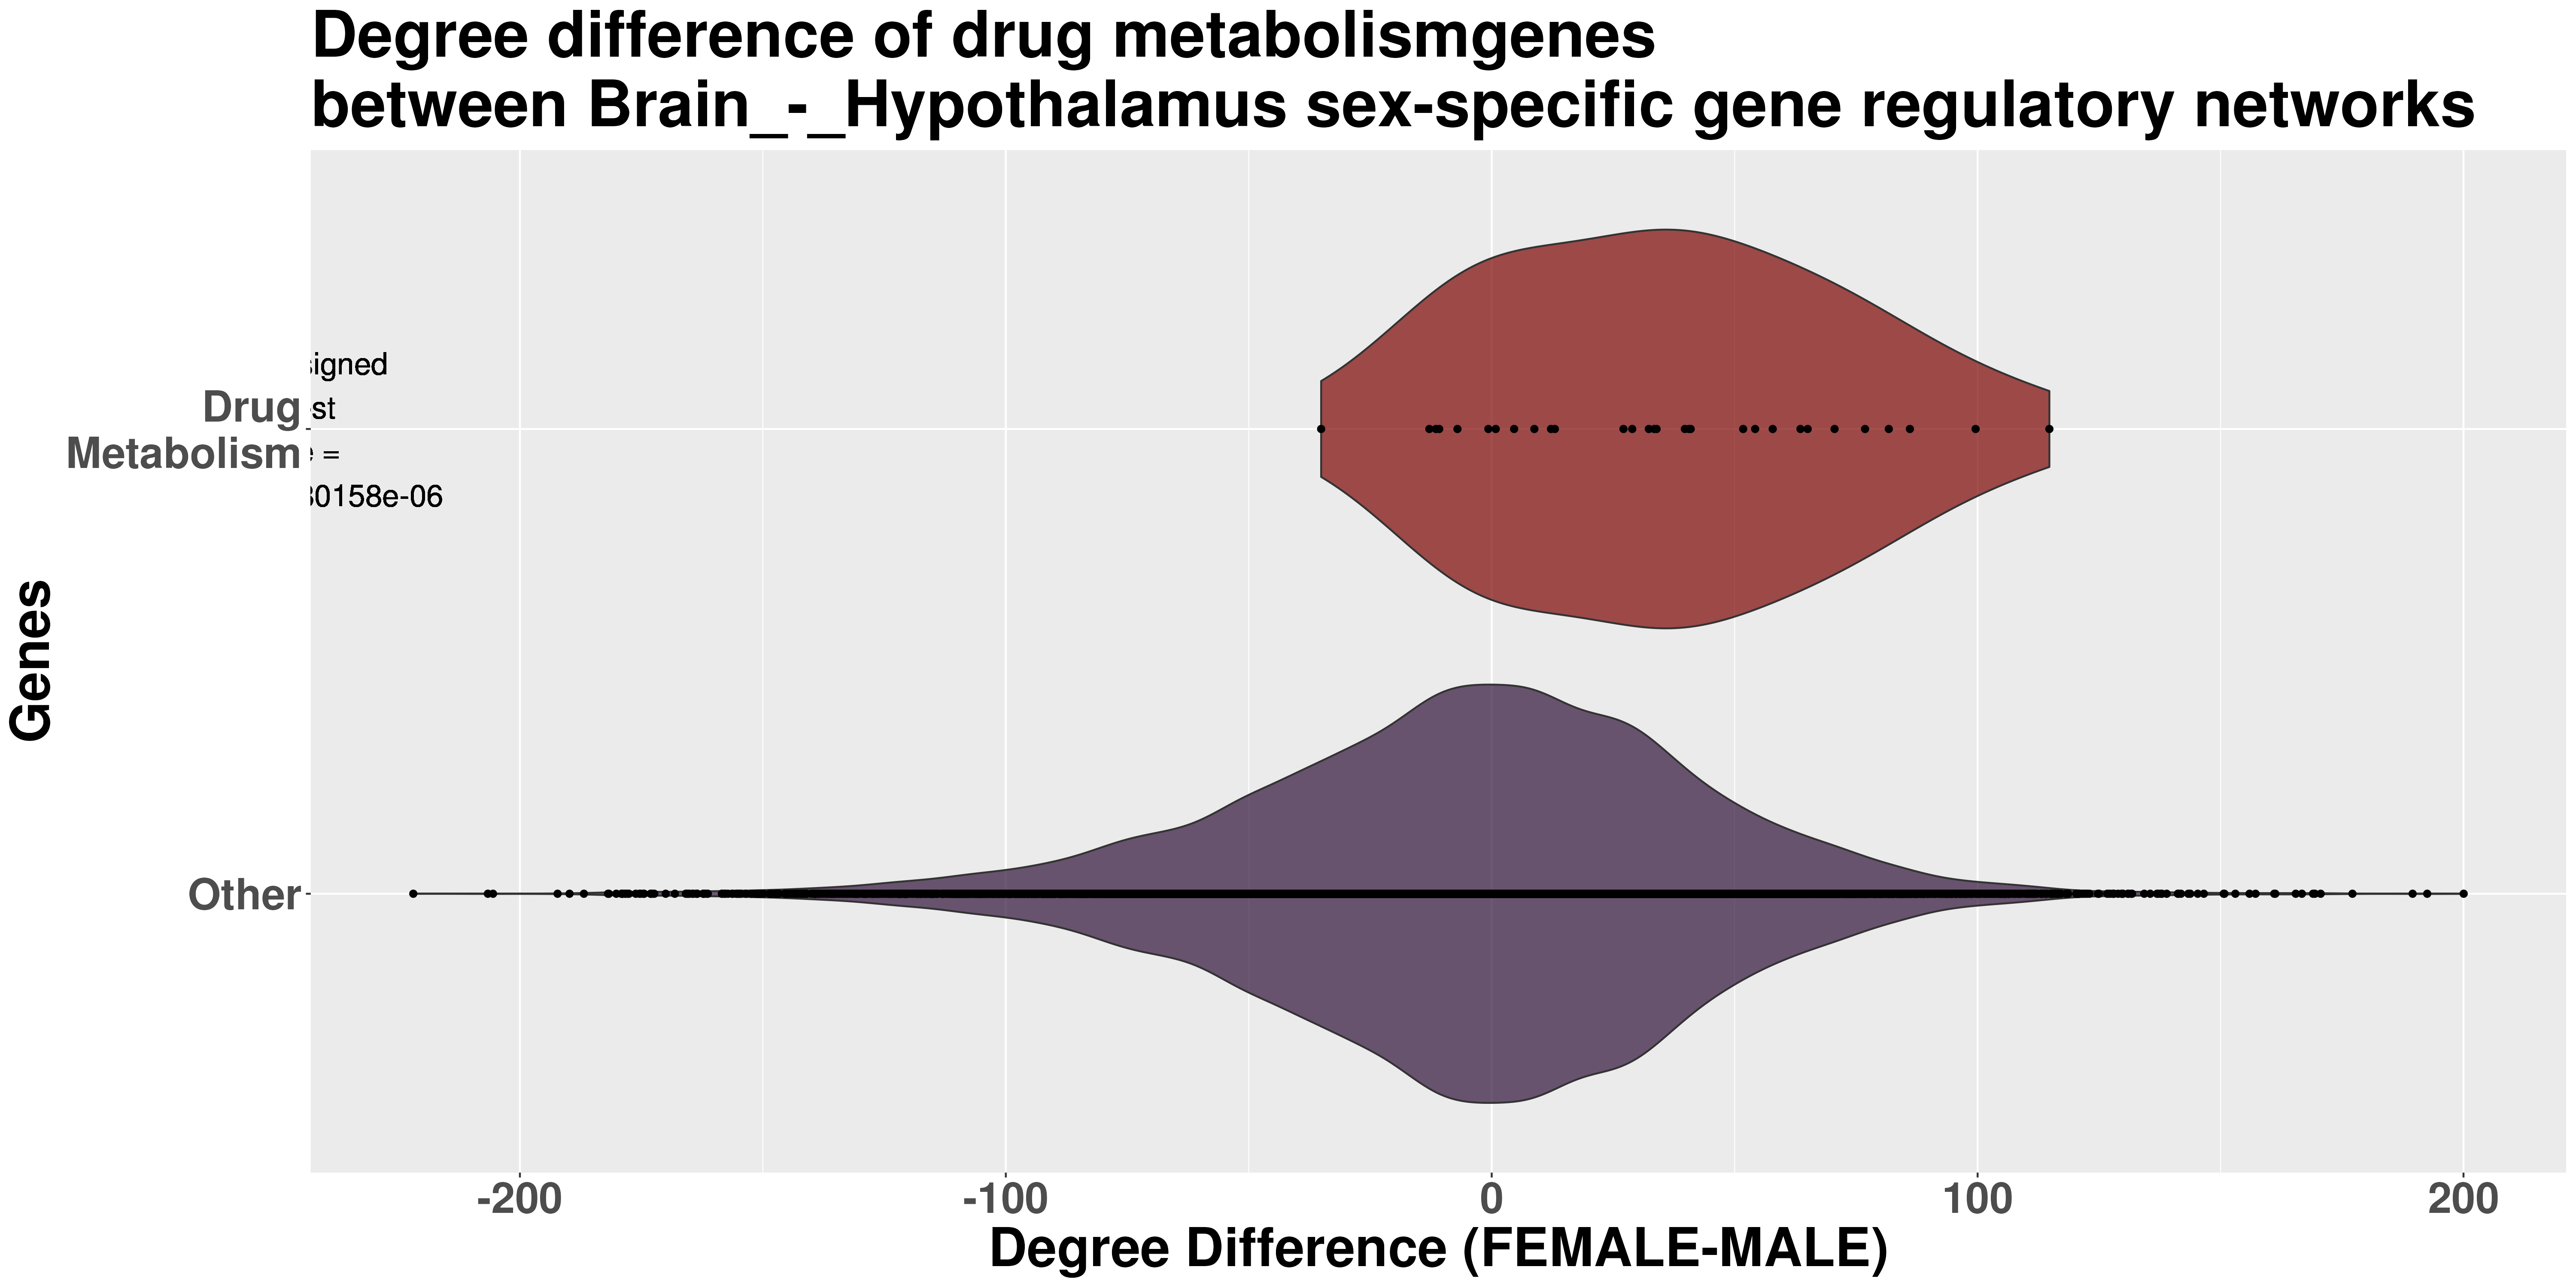 Degree difference of drug metabolismgenes
between Brain_-_Hypothalamus sex-specific gene regulatory networks
signed
st
=
30158e-06
Drug
Metabolism
Genes
Other
-200 -100 0 100 200
Degree Difference (FEMALE-MALE)